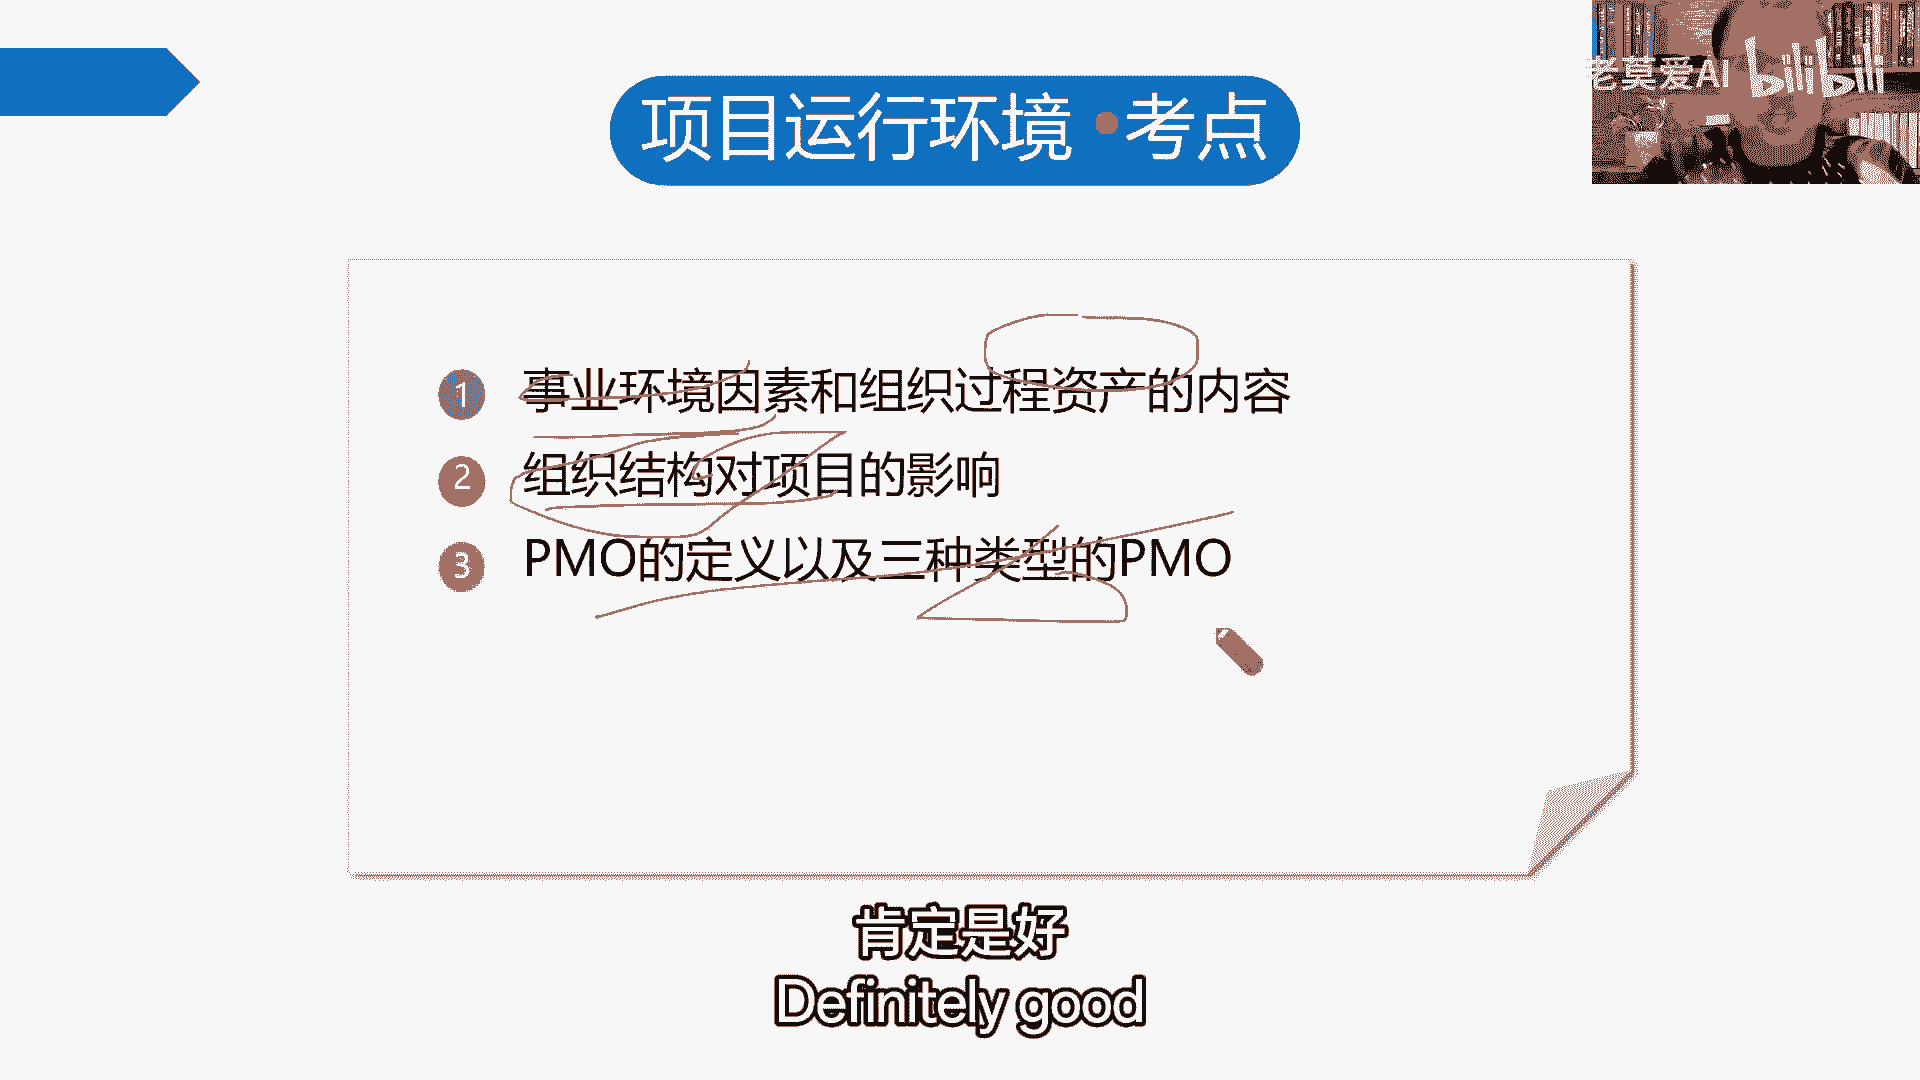 老莫爱AI bilibili
项目运行环境·考点
1 事业环境因素和组织过程资产的内容
2 组织结构对项目的影响
3 PMO的定义以及三种类型的PMO
肯定是好
Definitely good